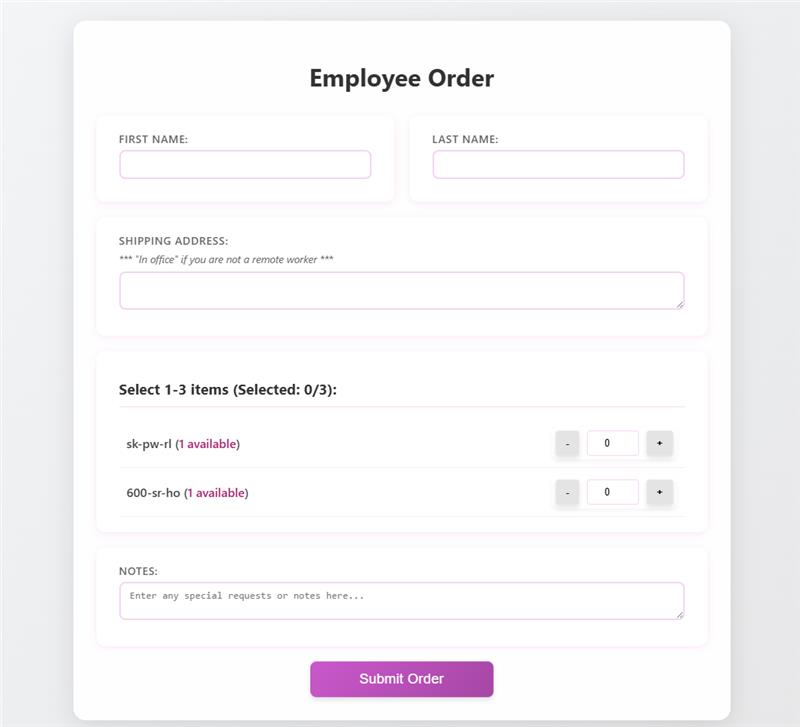 Employee Order
FIRST NAME:
LAST NAME:
SHIPPING ADDRESS:
*** "In office" if you are not a remote worker ***
Select 1-3 items (Selected: 0/3):
sk-pw-rl (1 available) - 0 +
600-sr-ho (1 available) - 0 +
NOTES:
Enter any special requests or notes here...
Submit Order